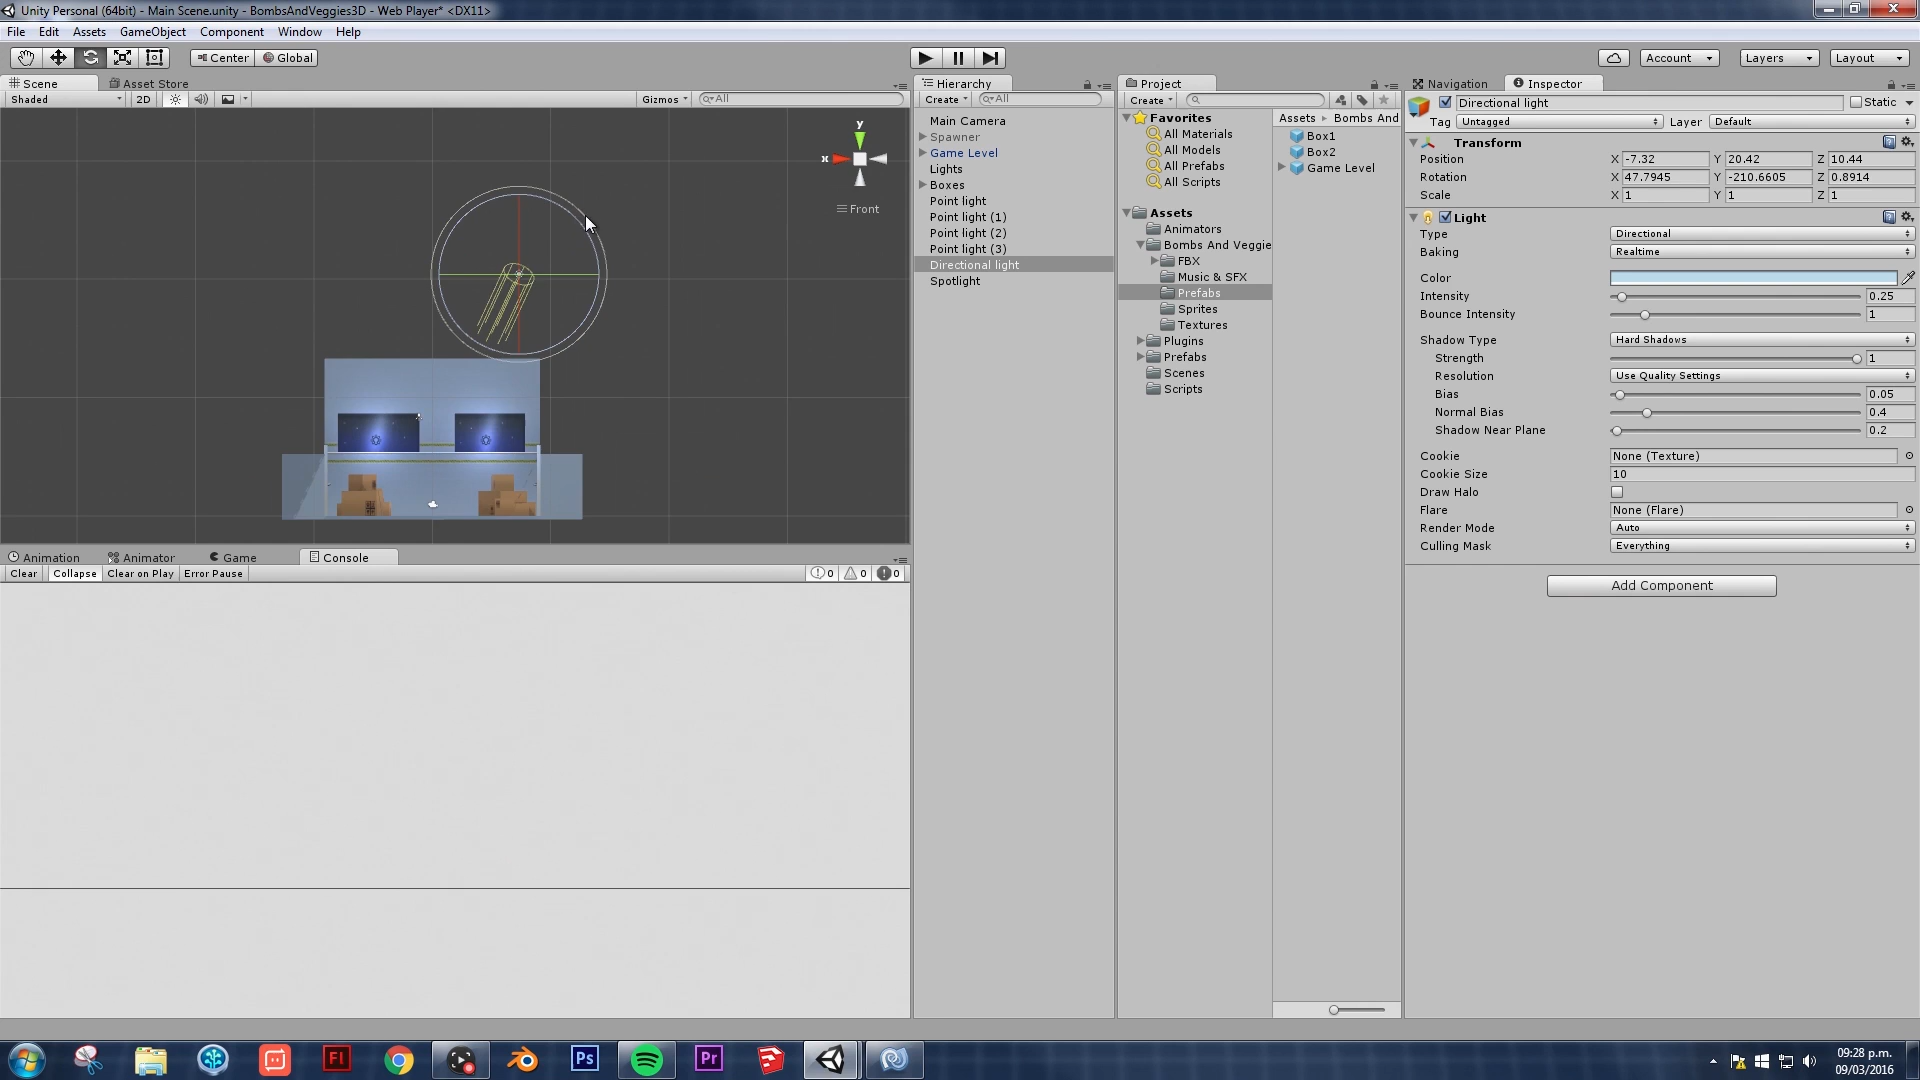 Unity Personal (64bit) - Main Scene.unity - BombsAndVeggies3D - Web Player* <DX11>
File Edit Assets GameObject Component Window Help
Center Global Account Layers Layout
Scene Asset Store
Shaded 2D Gizmos All
y
x
Front
Animation Animator Game Console
Clear Collapse Clear on Play Error Pause 0 0 0
Hierarchy
Create All
Main Camera
Spawner
Game Level
Lights
Boxes
Point light
Point light (1)
Point light (2)
Point light (3)
Directional light
Spotlight
Project
Create
Favorites
All Materials
All Models
All Prefabs
All Scripts
Assets
Animators
Bombs And Veggie
FBX
Music & SFX
Prefabs
Sprites
Textures
Plugins
Prefabs
Scenes
Scripts
Assets Bombs And
Box1
Box2
Game Level
Navigation Inspector
Directional light Static
Tag Untagged Layer Default
Transform
Position X -7.32 Y 20.42 Z 10.44
Rotation X 47.7945 Y -210.6605 Z 0.8914
Scale X 1 Y 1 Z 1
Light
Type Directional
Baking Realtime
Color
Intensity 0.25
Bounce Intensity 1
Shadow Type Hard Shadows
Strength 1
Resolution Use Quality Settings
Bias 0.05
Normal Bias 0.4
Shadow Near Plane 0.2
Cookie None (Texture)
Cookie Size 10
Draw Halo
Flare None (Flare)
Render Mode Auto
Culling Mask Everything
Add Component
Fl Ps Pr
09:28 p.m.
09/03/2016